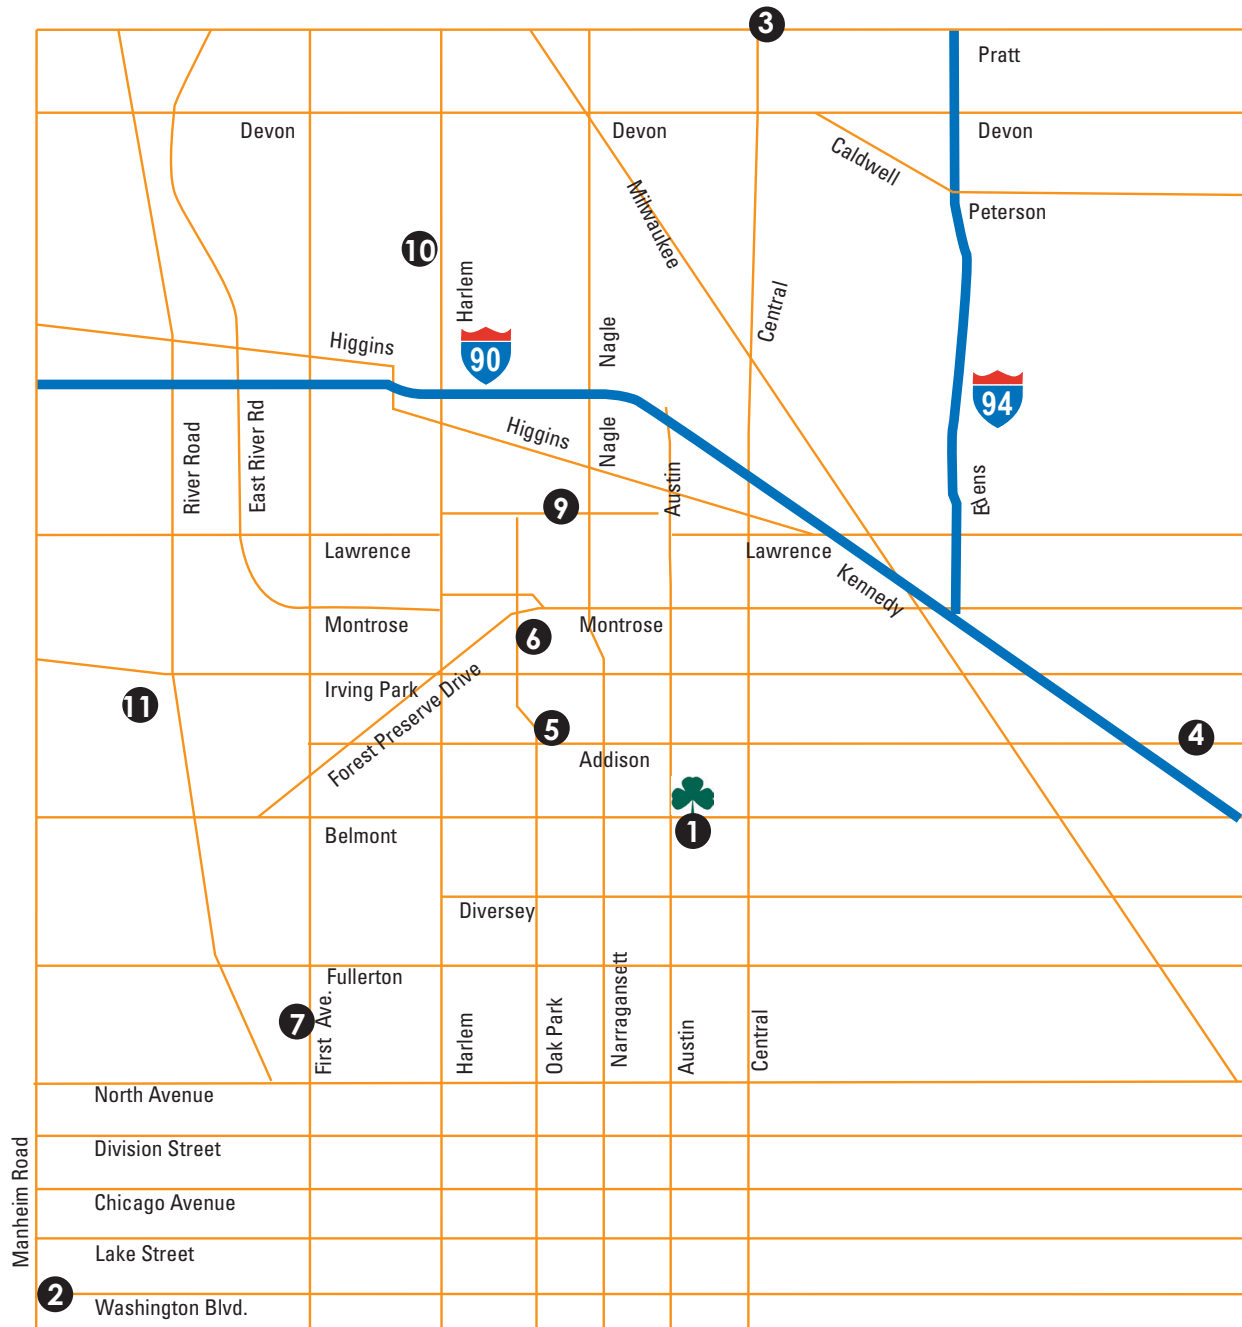 3
Pratt
Devon
Devon
Devon
Caldwell
Milwaukee
Peterson
10
Harlem
Central
Nagle
Higgins
90
94
River Road
East River Rd
Higgins
Nagle
Austin
Edens
9
Lawrence
Lawrence
Kennedy
Montrose
6
Montrose
Irving Park
Forest Preserve Drive
11
5
4
Addison
1
Belmont
Diversey
Fullerton
7
First Ave.
Harlem
Oak Park
Narragansett
Austin
Central
North Avenue
Division Street
Manheim Road
Chicago Avenue
Lake Street
2
Washington Blvd.